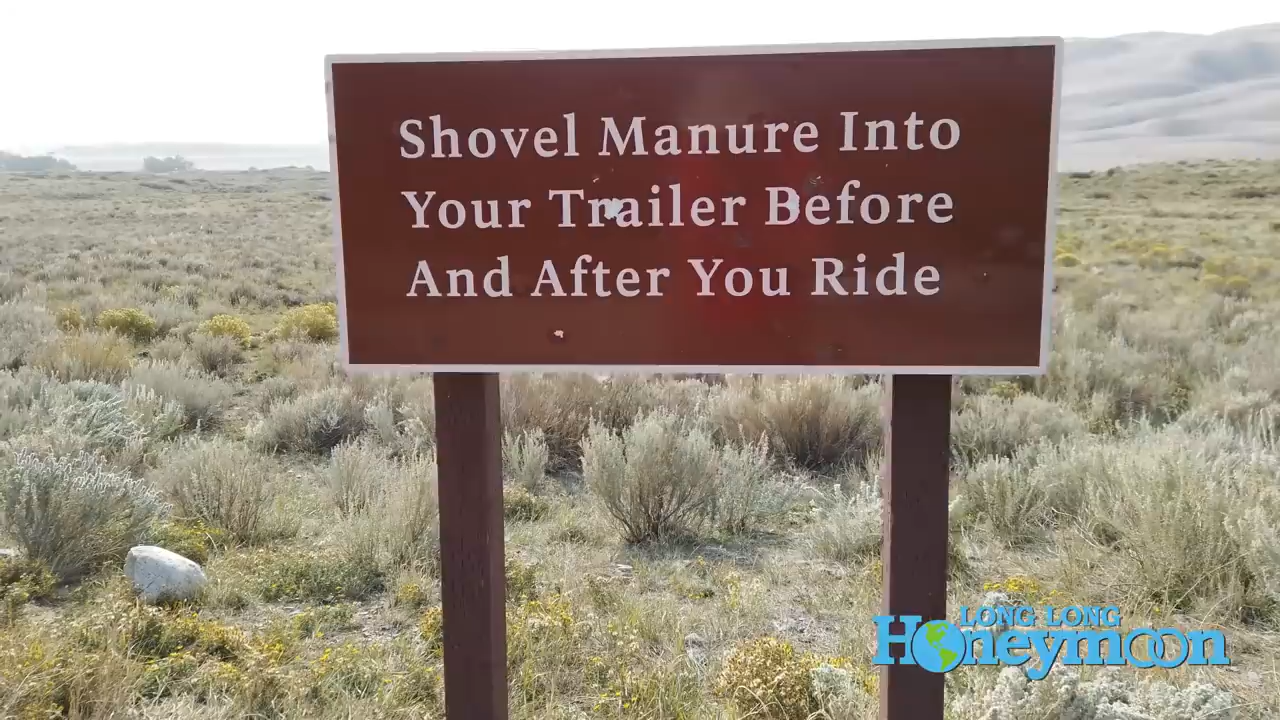 Shovel Manure Into
Your Trailer Before
And After You Ride
LONG LONG
Honeymoon